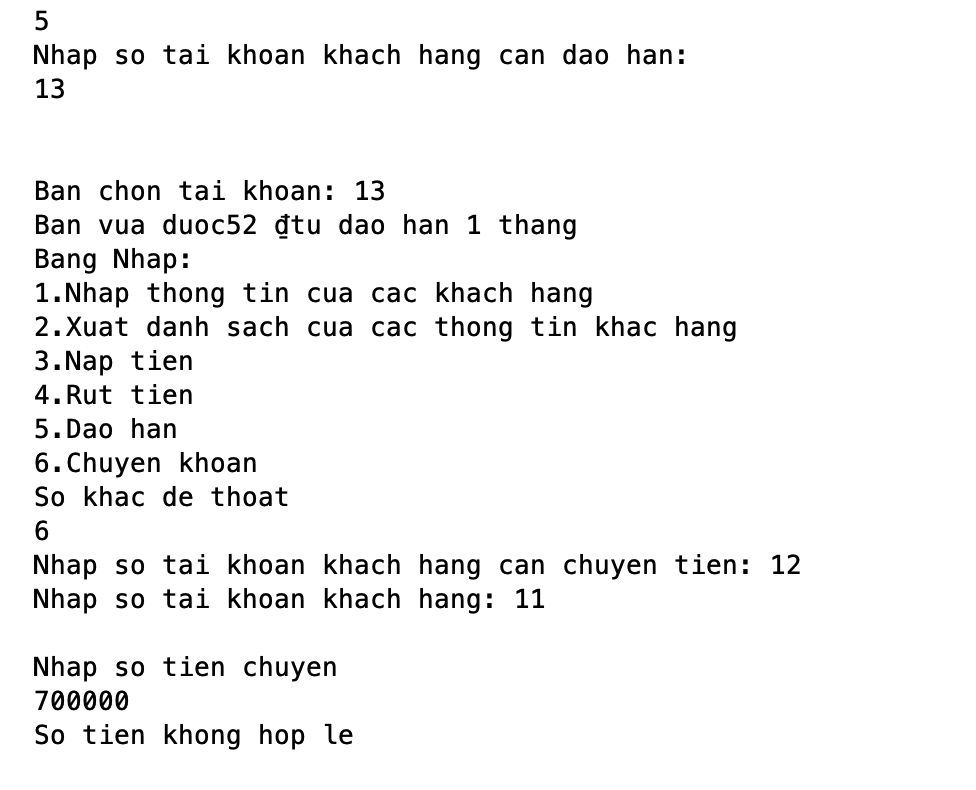 5
Nhap so tai khoan khach hang can dao han:
13
Ban chon tai khoan: 13
Ban vua duoc52 ₫tu dao han 1 thang
Bang Nhap:
1.Nhap thong tin cua cac khach hang
2.Xuat danh sach cua cac thong tin khac hang
3.Nap tien
4.Rut tien
5.Dao han
6.Chuyen khoan
So khac de thoat
6
Nhap so tai khoan khach hang can chuyen tien: 12
Nhap so tai khoan khach hang: 11
Nhap so tien chuyen
700000
So tien khong hop le